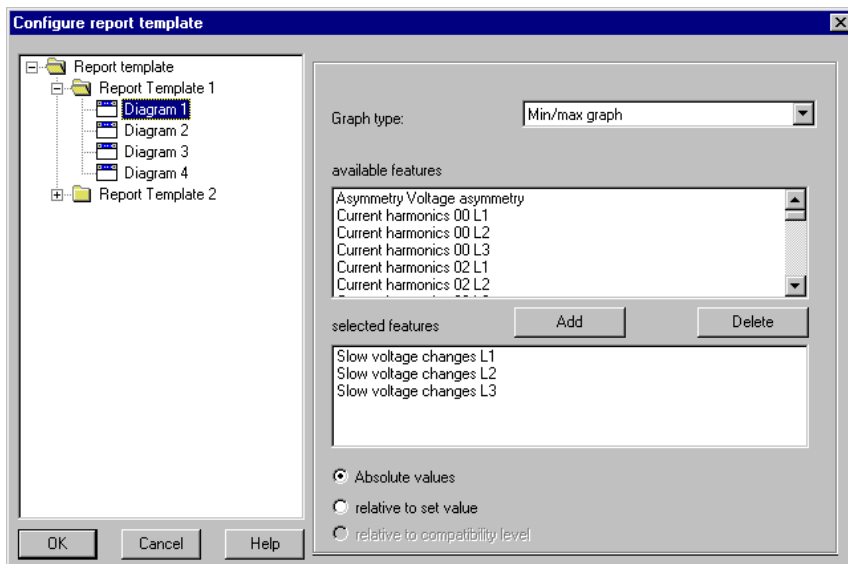 Configure report template
Report template
Report Template 1
Diagram 1
Diagram 2
Diagram 3
Diagram 4
Report Template 2
Graph type:
Min/max graph
available features
Asymmetry Voltage asymmetry
Current harmonics 00 L1
Current harmonics 00 L2
Current harmonics 00 L3
Current harmonics 02 L1
Current harmonics 02 L2
selected features
Add
Delete
Slow voltage changes L1
Slow voltage changes L2
Slow voltage changes L3
Absolute values
relative to set value
relative to compatibility level
OK
Cancel
Help